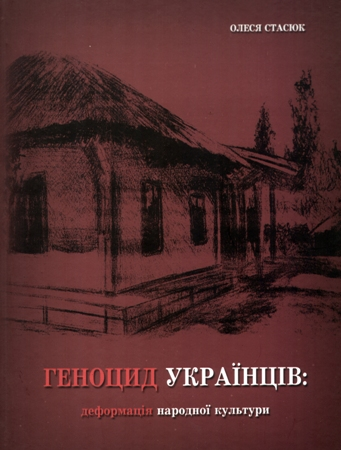 ОЛЕСЯ СТАСЮК
ГЕНОЦИД УКРАЇНЦІВ:
деформація народної культури